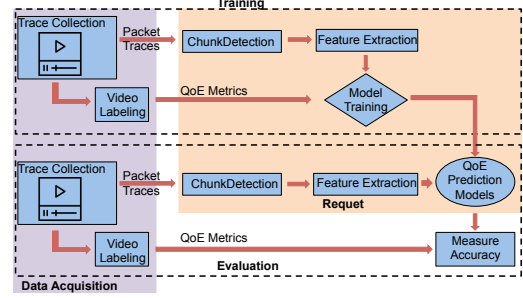 Training
Trace Collection
Packet
Traces
ChunkDetection
Feature Extraction
Video
Labeling
QoE Metrics
Model
Training
Trace Collection
Packet
Traces
ChunkDetection
Feature Extraction
QoE
Prediction
Models
Requet
Video
Labeling
QoE Metrics
Measure
Accuracy
Evaluation
Data Acquisition